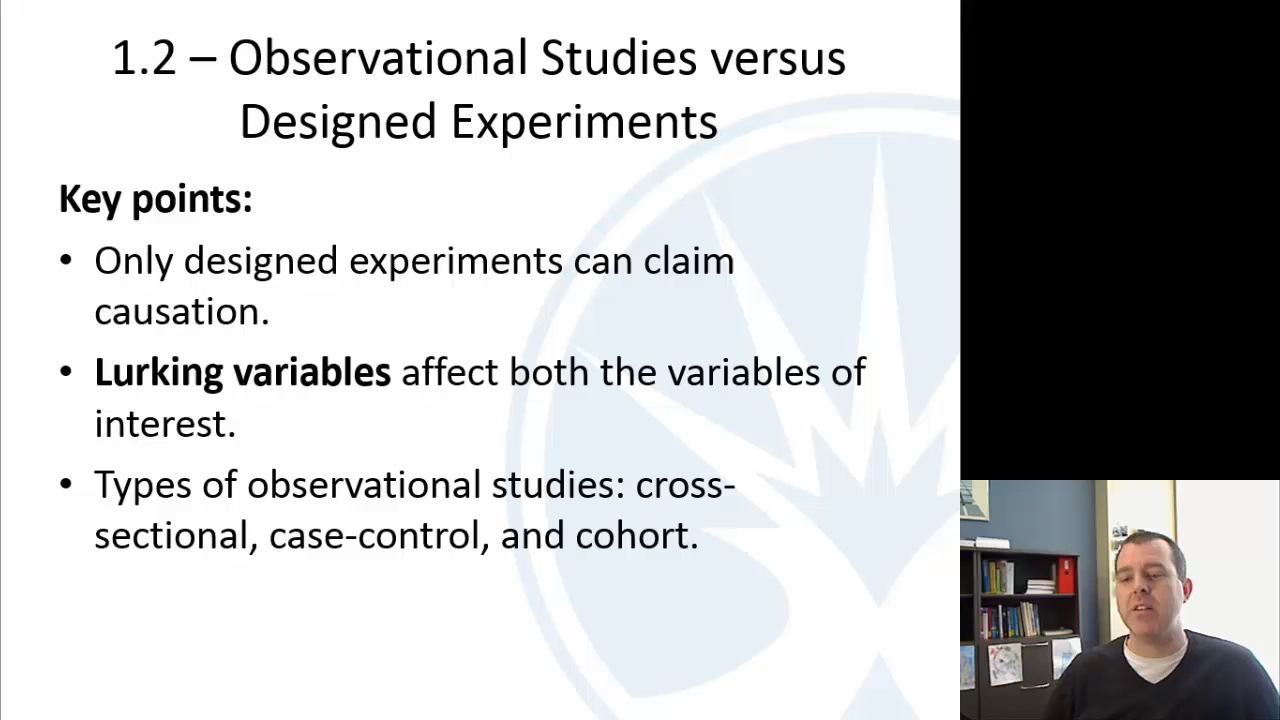 1.2 – Observational Studies versus
Designed Experiments
Key points:
• Only designed experiments can claim
causation.
• Lurking variables affect both the variables of
interest.
• Types of observational studies: cross-
sectional, case-control, and cohort.